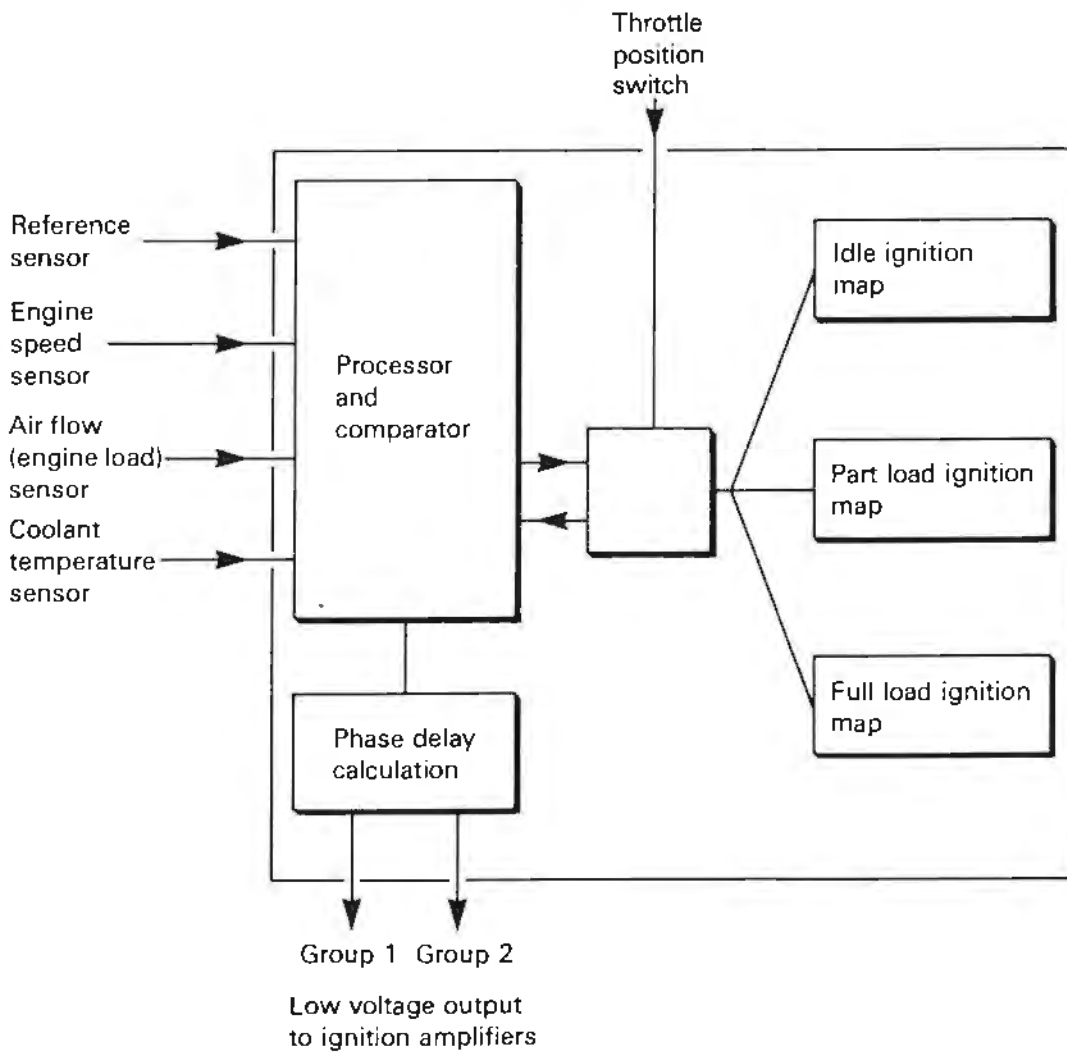 Throttle
position
switch
Reference
sensor
Engine
speed
sensor
Air flow
(engine load)
sensor
Coolant
temperature
sensor
Processor
and
comparator
Idle ignition
map
Part load ignition
map
Full load ignition
map
Phase delay
calculation
Group 1 Group 2
Low voltage output
to ignition amplifiers